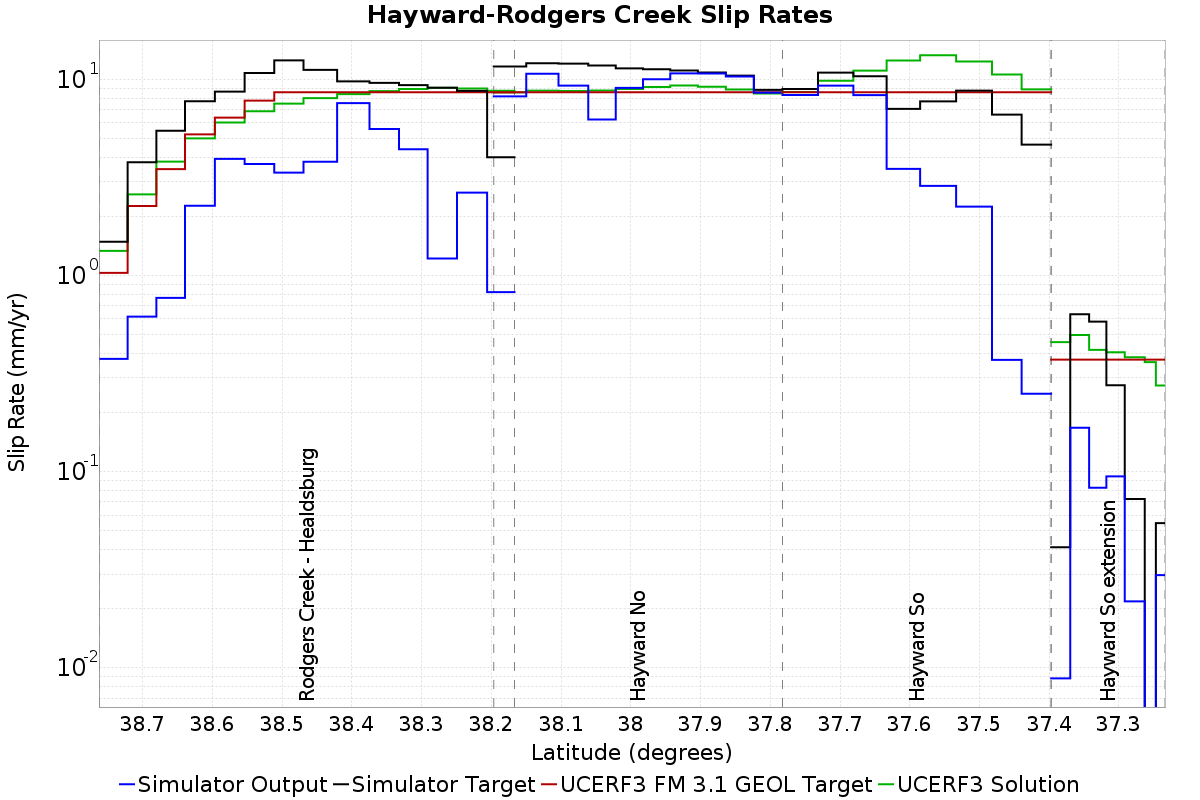 Hayward-Rodgers Creek Slip Rates
Slip Rate (mm/yr)
10^1
10^0
10^-1
10^-2
Rodgers Creek - Healdsburg
Hayward No
Hayward So
Hayward So extension
38.7 38.6 38.5 38.4 38.3 38.2 38.1 38 37.9 37.8 37.7 37.6 37.5 37.4 37.3
Latitude (degrees)
Simulator Output Simulator Target UCERF3 FM 3.1 GEOL Target UCERF3 Solution